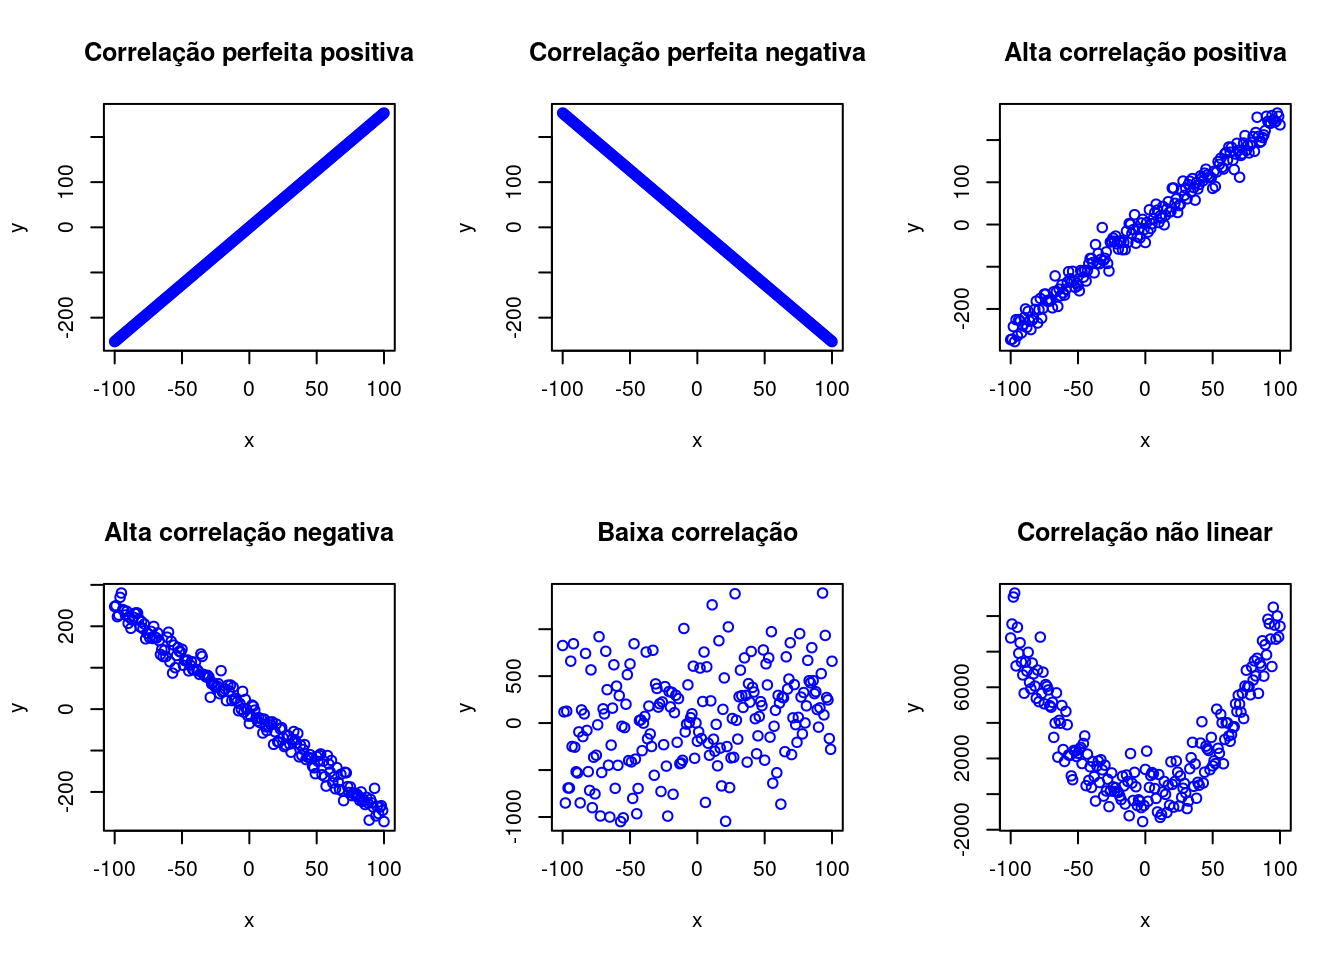 Correlação perfeita positiva
y
-200 0 100
-100 -50 0 50 100
x
Correlação perfeita negativa
y
-200 0 100
-100 -50 0 50 100
x
Alta correlação positiva
y
-200 0 100
-100 -50 0 50 100
x
Alta correlação negativa
y
-200 0 200
-100 -50 0 50 100
x
Baixa correlação
y
-1000 0 500
-100 -50 0 50 100
x
Correlação não linear
y
-2000 2000 6000
-100 -50 0 50 100
x